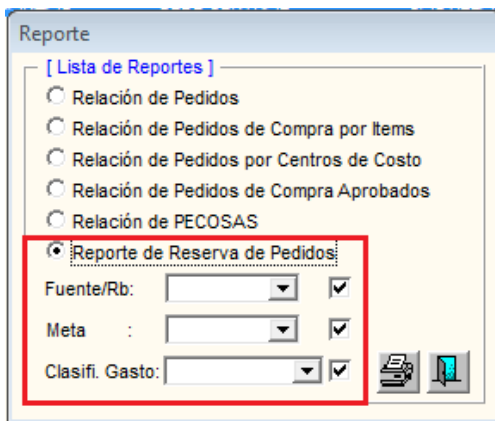 Reporte
[ Lista de Reportes ]
Relación de Pedidos
Relación de Pedidos de Compra por Items
Relación de Pedidos por Centros de Costo
Relación de Pedidos de Compra Aprobados
Relación de PECOSAS
Reporte de Reserva de Pedidos
Fuente/Rb:
Meta :
Clasifi. Gasto: